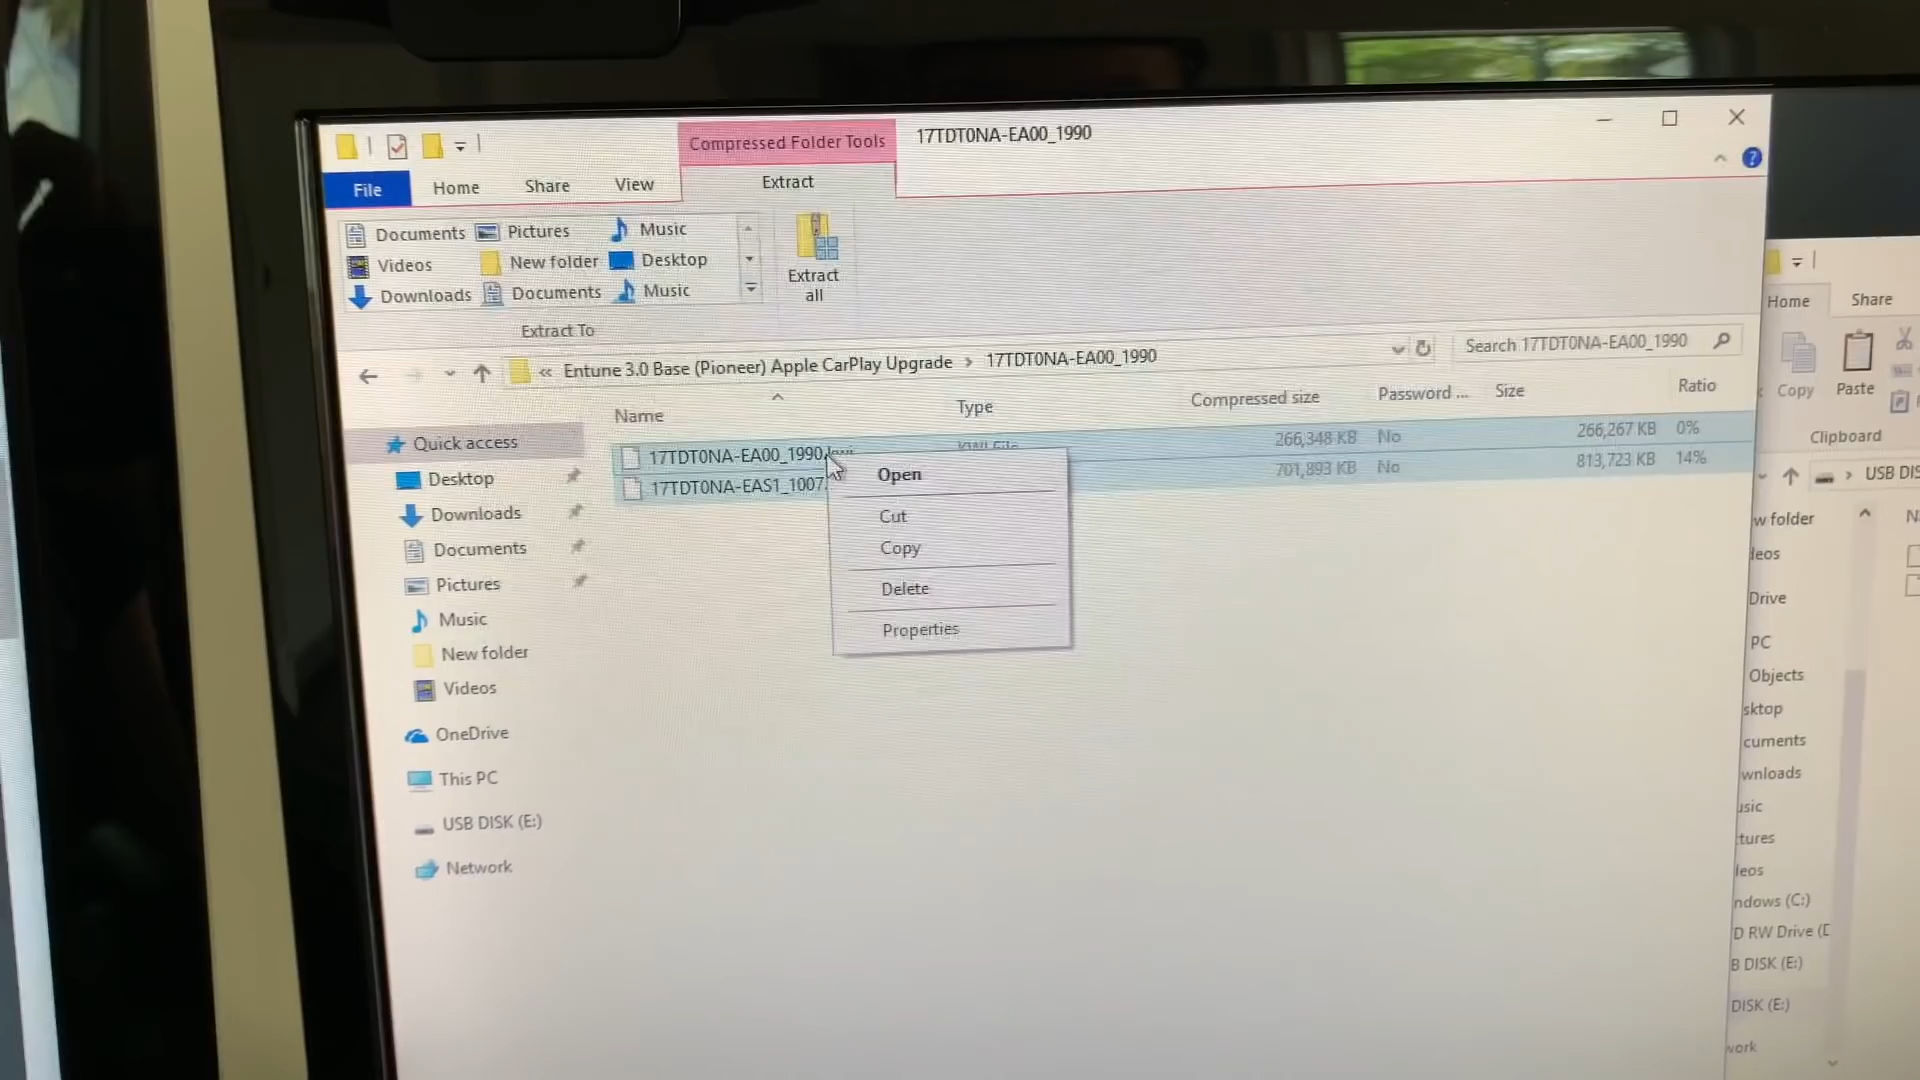 Compressed Folder Tools
17TDT0NA-EA00_1990
File
Home
Share
View
Extract
Documents
Pictures
Music
Videos
New folder
Desktop
Downloads
Documents
Music
Extract all
Extract To
« Entune 3.0 Base (Pioneer) Apple CarPlay Upgrade > 17TDT0NA-EA00_1990
Search 17TDT0NA-EA00_1990
Name
Type
Compressed size
Password ...
Size
Ratio
17TDT0NA-EA00_1990
266,348 KB
No
266,267 KB
0%
17TDT0NA-EAS1_1007
701,893 KB
No
813,723 KB
14%
Open
Cut
Copy
Delete
Properties
Quick access
Desktop
Downloads
Documents
Pictures
Music
New folder
Videos
OneDrive
This PC
USB DISK (E:)
Network
Home
Share
Copy
Paste
Clipboard
> USB DIS
w folder
deos
Drive
PC
Objects
sktop
cuments
wnloads
usic
ctures
deos
ndows (C:)
D RW Drive (D
B DISK (E:)
DISK (E:)
work